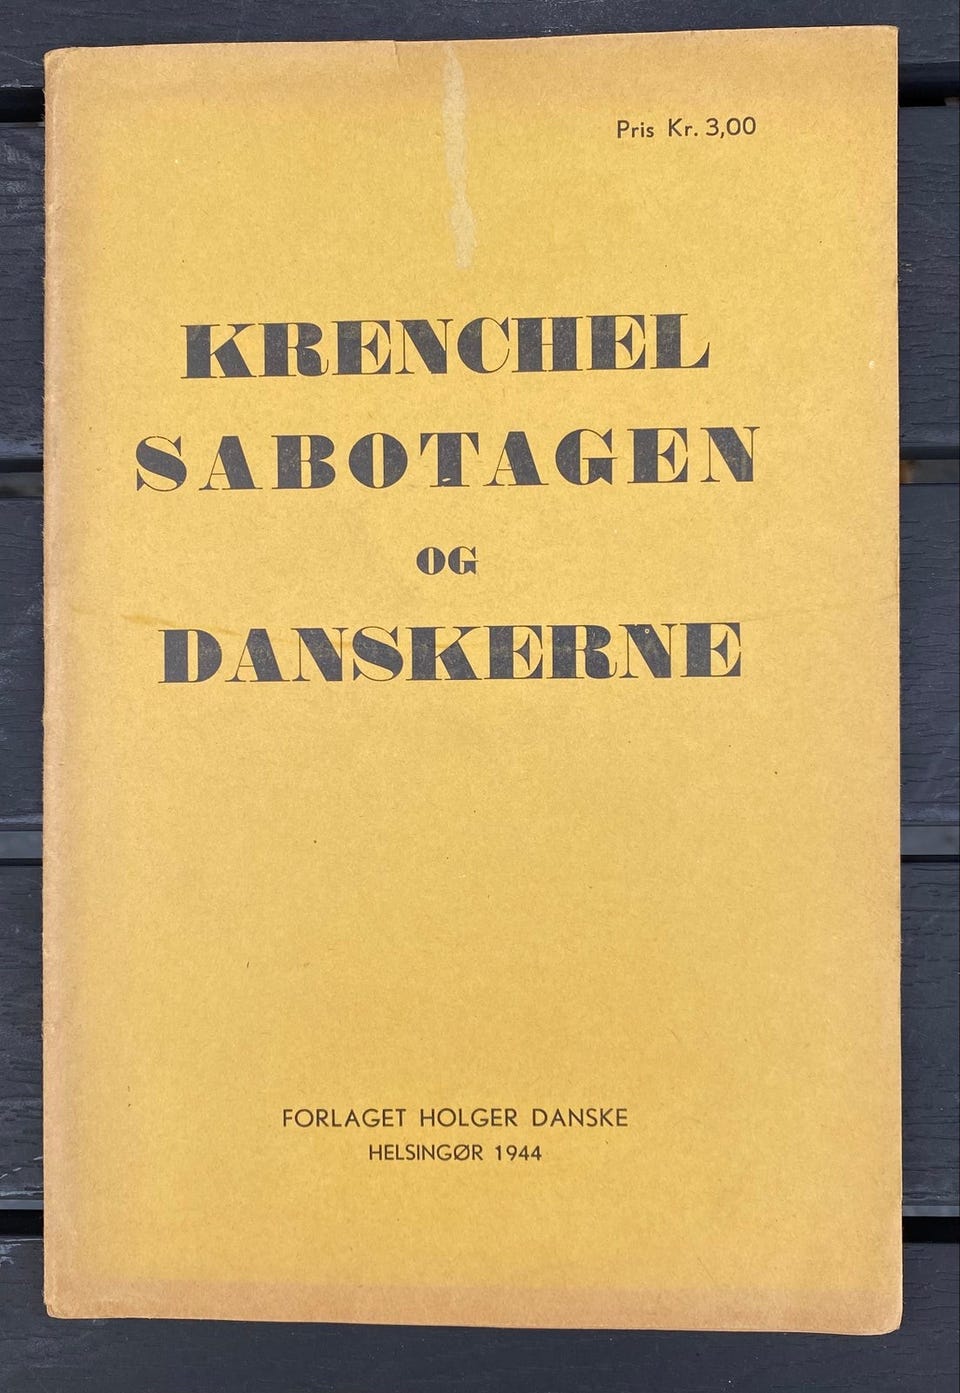 Pris Kr. 3,00
KRENCHEL
SABOTAGEN
OG
DANSKERNE
FORLAGET HOLGER DANSKE
HELSINGØR 1944